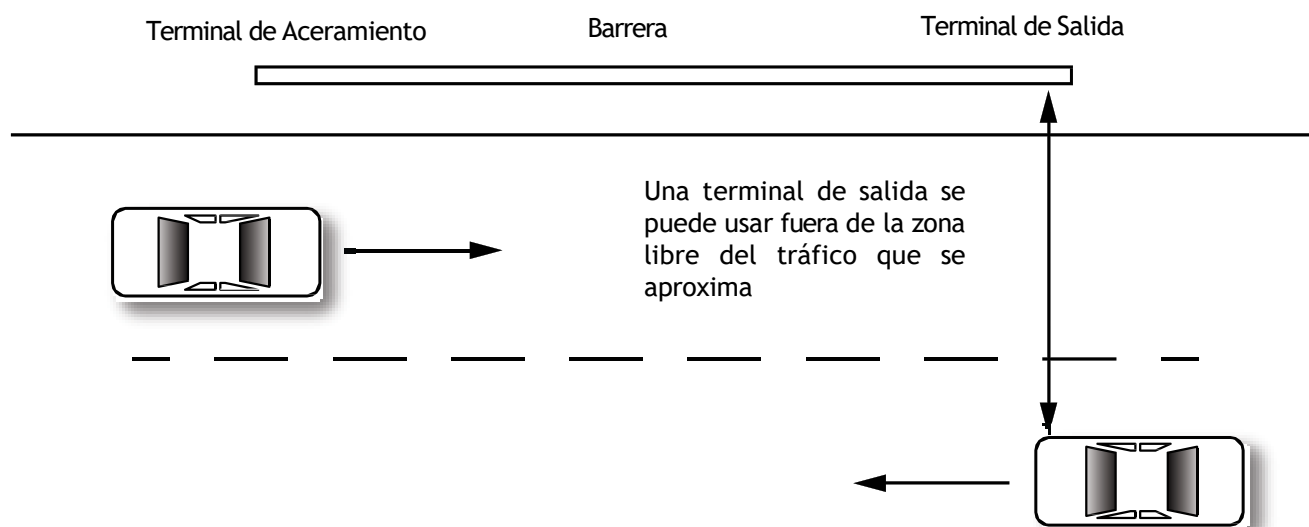 Terminal de Aceramiento
Barrera
Terminal de Salida
Una terminal de salida se
puede usar fuera de la zona
libre del tráfico que se
aproxima